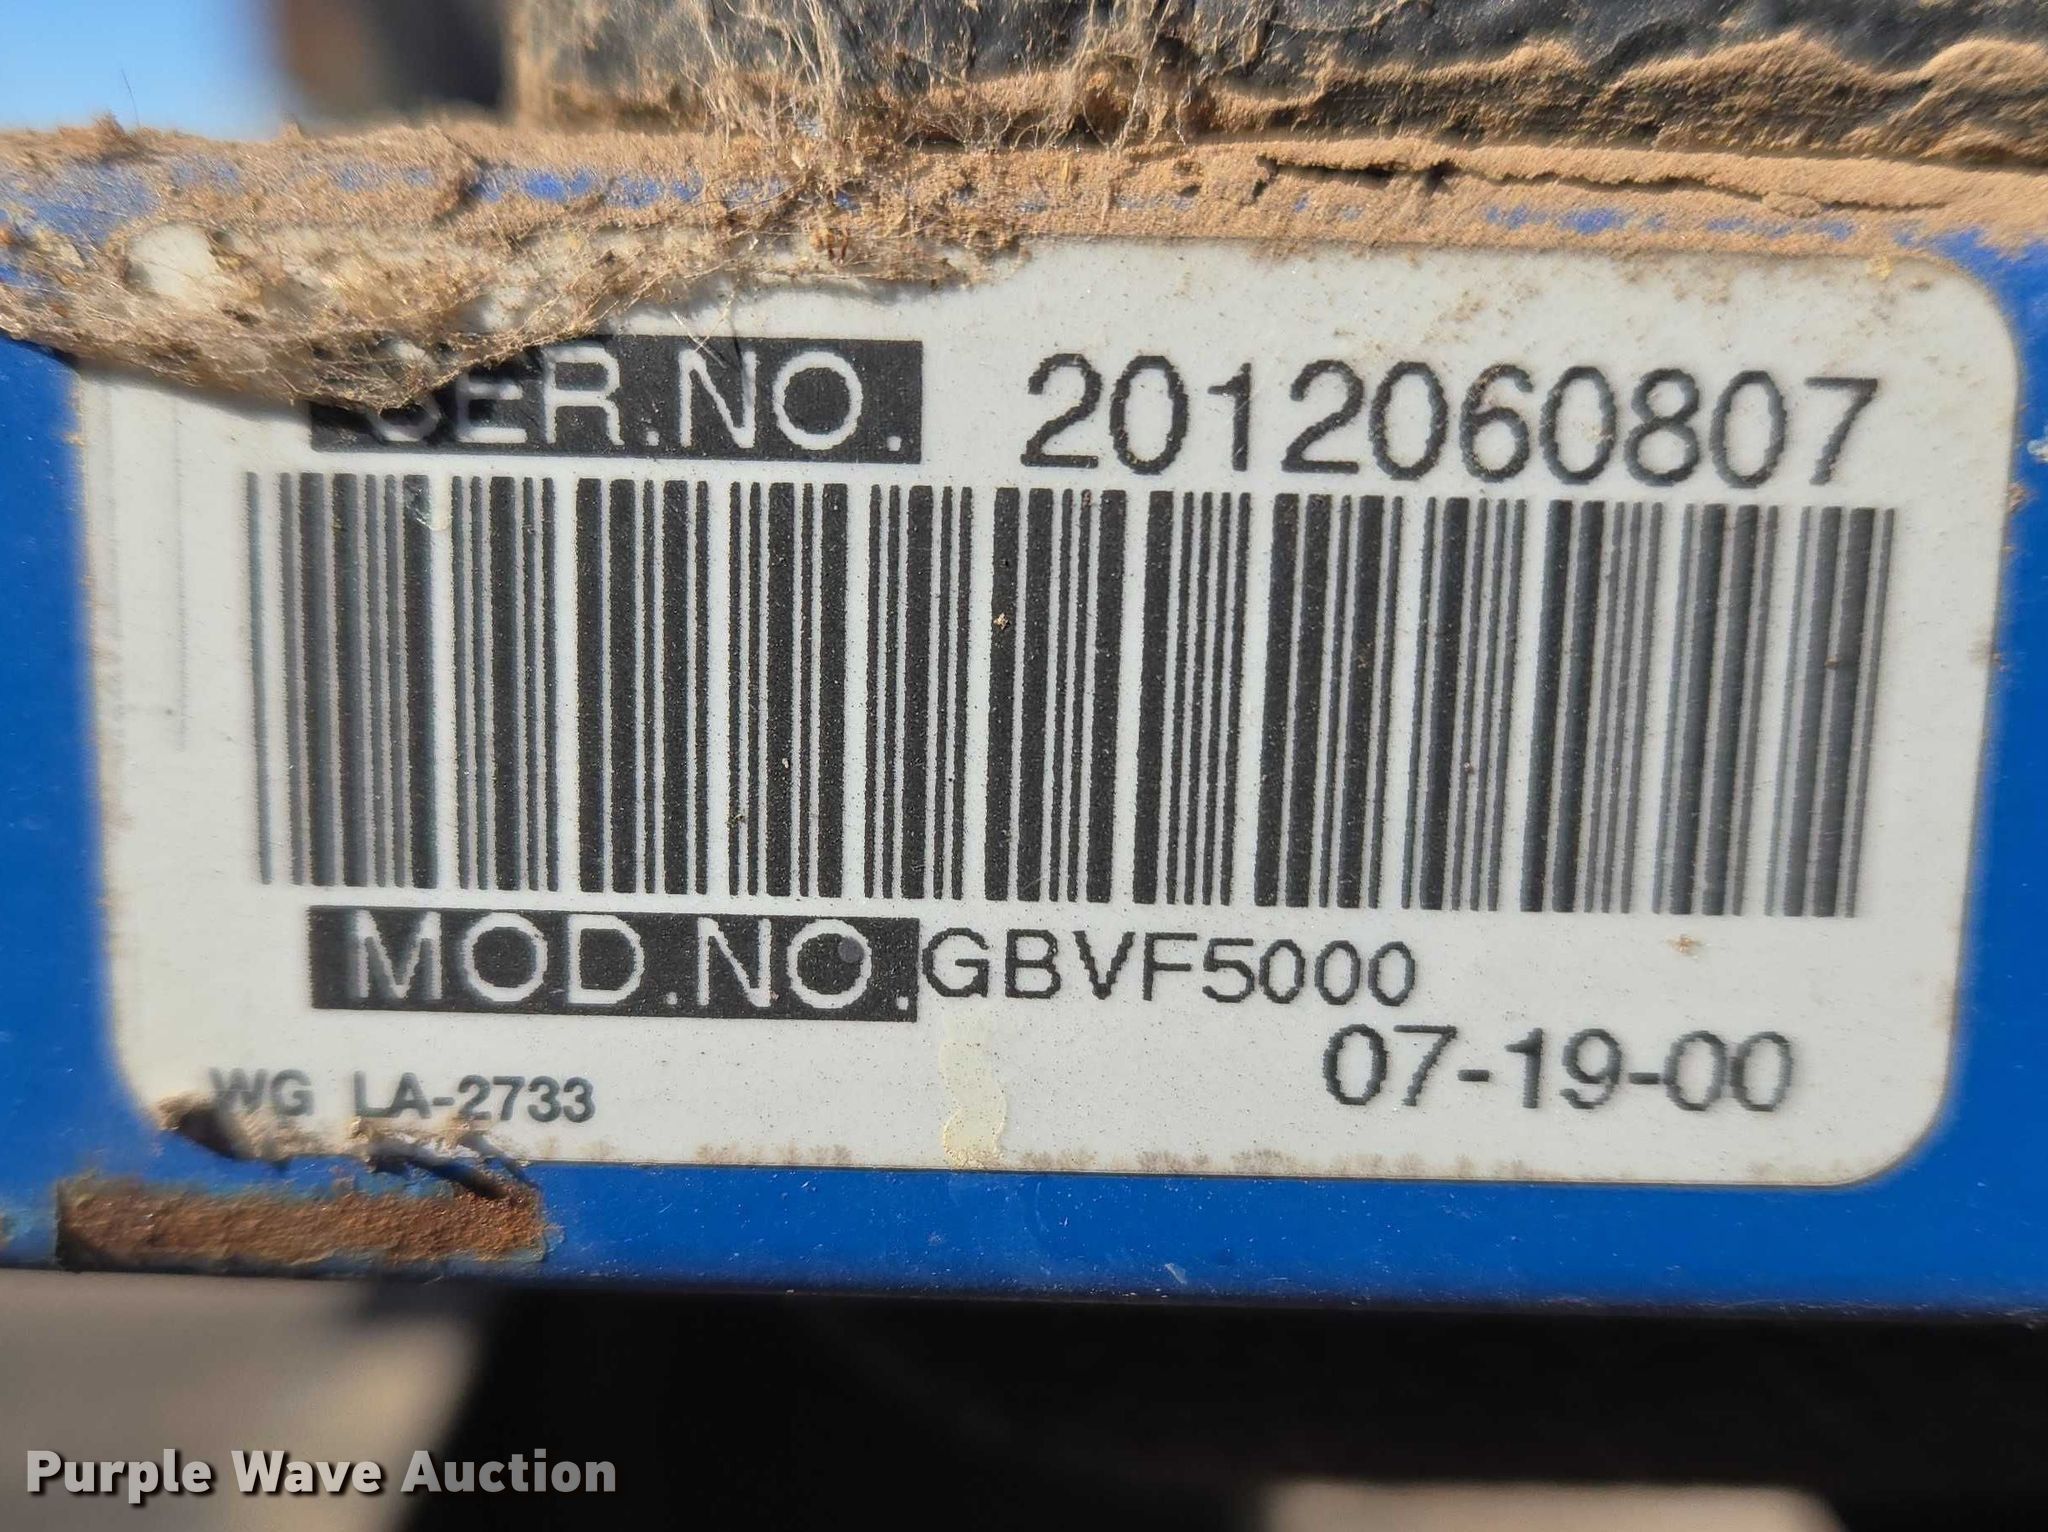 SER.NO. 2012060807
MOD.NO. GBVF5000
07-19-00
WG LA-2733
Purple Wave Auction